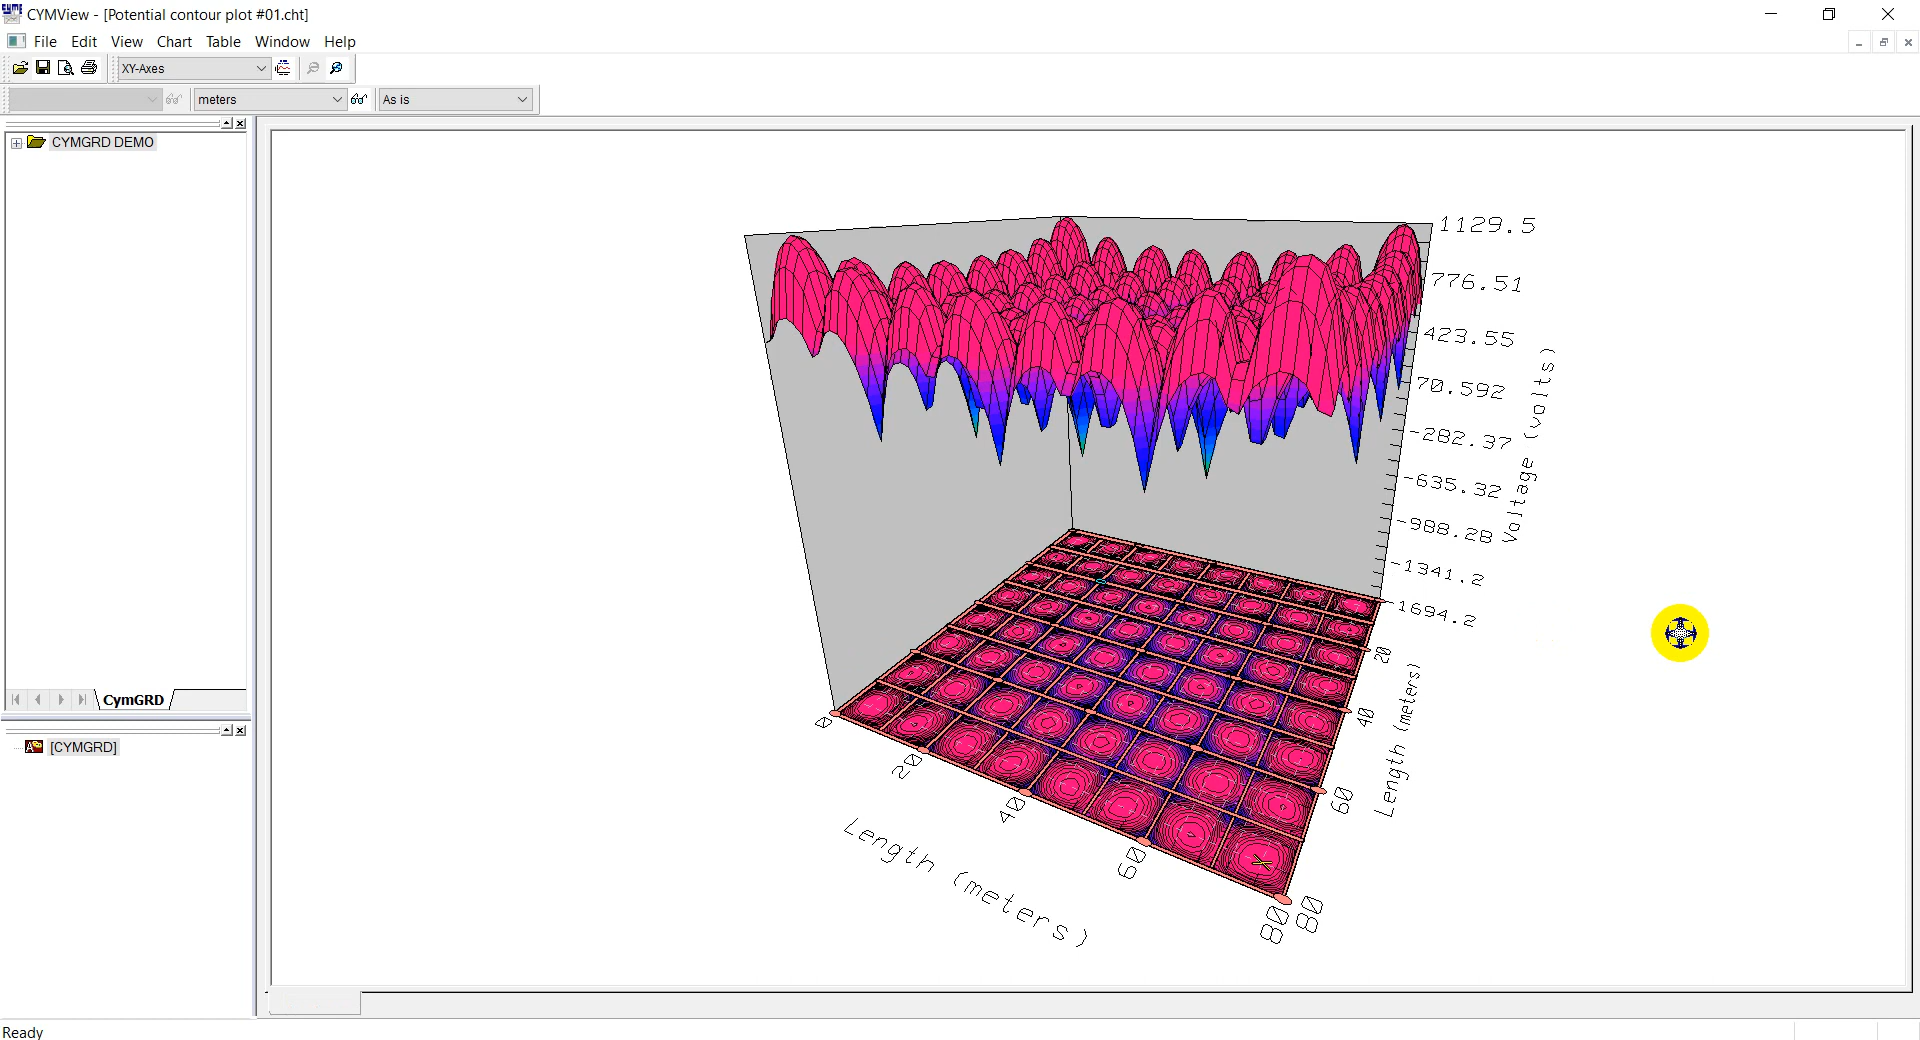 CYMView - [Potential contour plot #01.cht]
File Edit View Chart Table Window Help
XY-Axes
meters As is
CYMGRD DEMO
CymGRD
[CYMGRD]
1129.5
776.51
423.55
70.592
-282.37
-635.32
-988.28
-1341.2
-1694.2
Voltage (volts)
20
40
60
80
Length (meters)
0
20
40
60
80
Length (meters)
X
Ready